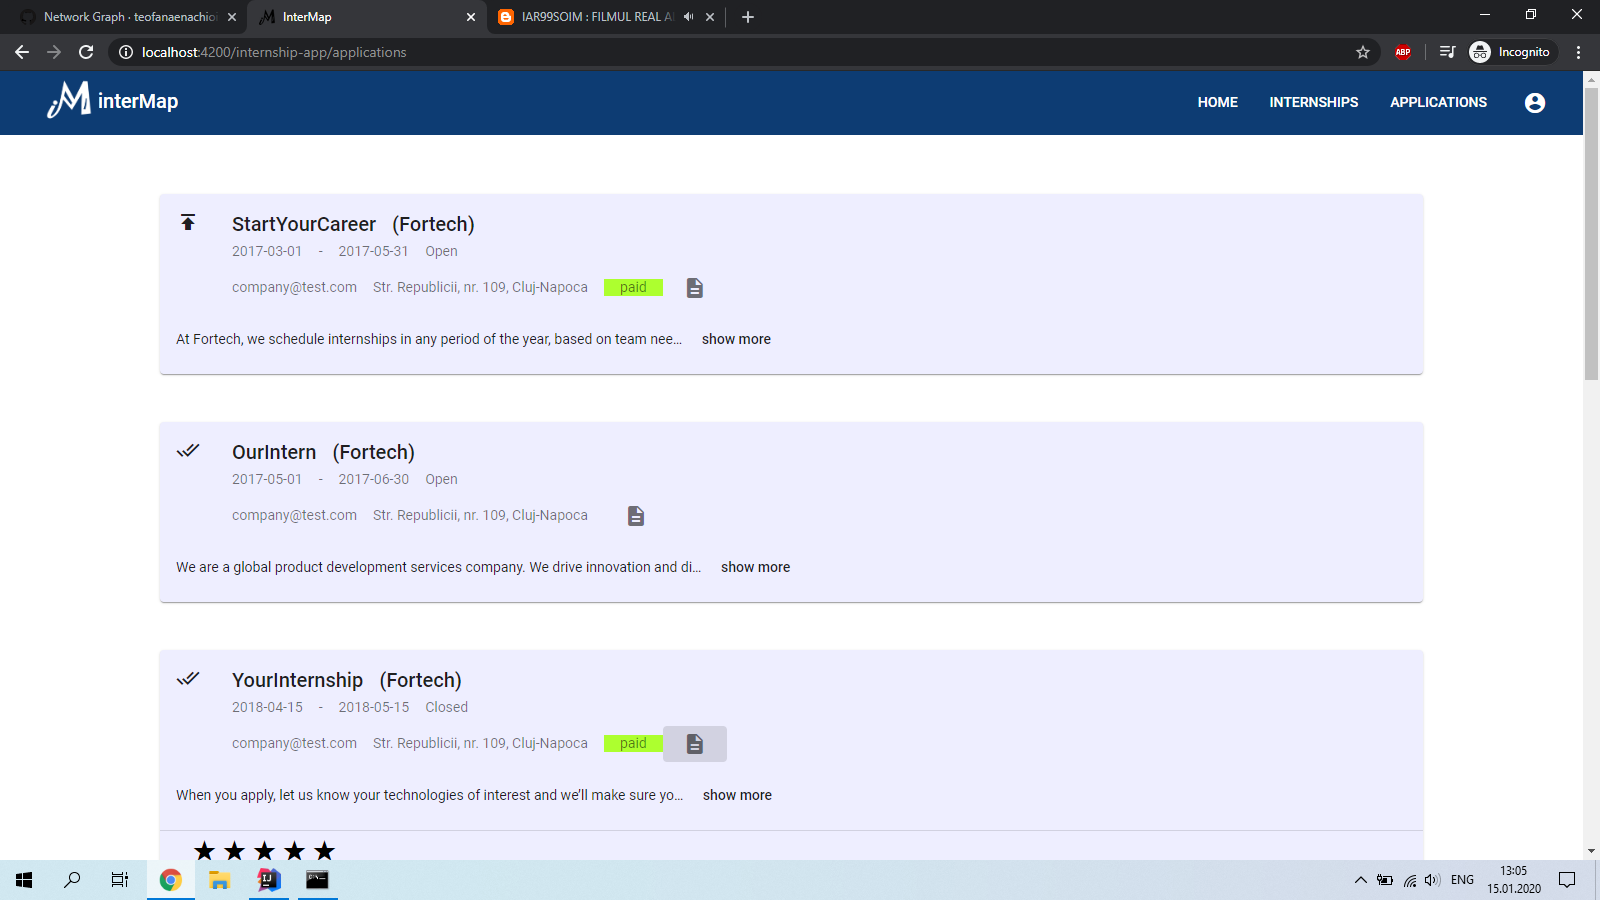 Network Graph · teofanaenachioi
InterMap
IAR99SOIM : FILMUL REAL A
localhost:4200/internship-app/applications
ABP
Incognito
iM interMap
HOME
INTERNSHIPS
APPLICATIONS
StartYourCareer (Fortech)
2017-03-01 - 2017-05-31 Open
company@test.com Str. Republicii, nr. 109, Cluj-Napoca paid
At Fortech, we schedule internships in any period of the year, based on team nee... show more
OurIntern (Fortech)
2017-05-01 - 2017-06-30 Open
company@test.com Str. Republicii, nr. 109, Cluj-Napoca
We are a global product development services company. We drive innovation and di... show more
YourInternship (Fortech)
2018-04-15 - 2018-05-15 Closed
company@test.com Str. Republicii, nr. 109, Cluj-Napoca paid
When you apply, let us know your technologies of interest and we'll make sure yo... show more
IJ
ENG
13:05
15.01.2020